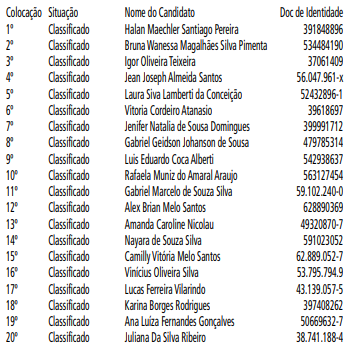 Colocação Situação Nome do Candidato Doc de Identidade
1º Classificado Halan Maechler Santiago Pereira 391848896
2º Classificado Bruna Wanessa Magalhães Silva Pimenta 534484190
3º Classificado Igor Oliveira Teixeira 37061409
4º Classificado Jean Joseph Almeida Santos 56.047.961-x
5º Classificado Laura Siva Lamberti da Conceição 52432896-1
6º Classificado Vitoria Cordeiro Atanasio 39618697
7º Classificado Jenifer Natalia de Sousa Domingues 399991712
8º Classificado Gabriel Geidson Johanson de Sousa 479785314
9º Classificado Luis Eduardo Coca Alberti 542938637
10º Classificado Rafaela Muniz do Amaral Araujo 563127454
11º Classificado Gabriel Marcelo de Souza Silva 59.102.240-0
12º Classificado Alex Brian Melo Santos 628890369
13º Classificado Amanda Caroline Nicolau 49320870-7
14º Classificado Nayara de Souza Silva 591023052
15º Classificado Camilly Vitória Melo Santos 62.889.052-7
16º Classificado Vinícius Oliveira Silva 53.795.794.9
17º Classificado Lucas Ferreira Vilarindo 43.139.057-5
18º Classificado Karina Borges Rodrigues 397408262
19º Classificado Ana Luíza Fernandes Gonçalves 50669632-7
20º Classificado Juliana Da Silva Ribeiro 38.741.188-4